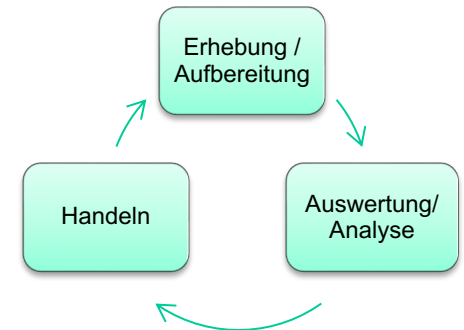 Erhebung /
Aufbereitung
Auswertung/
Analyse
Handeln